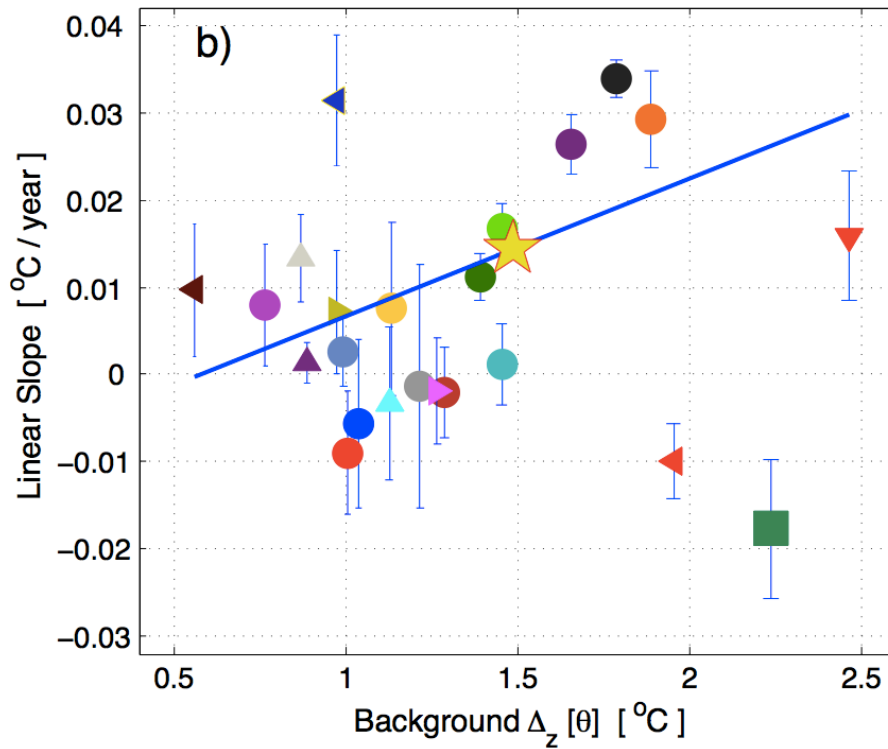 b)
0.04
0.03
0.02
0.01
0
−0.01
−0.02
−0.03
Linear Slope [ °C / year]
0.5 1 1.5 2 2.5
Background Δz [θ] [ °C ]